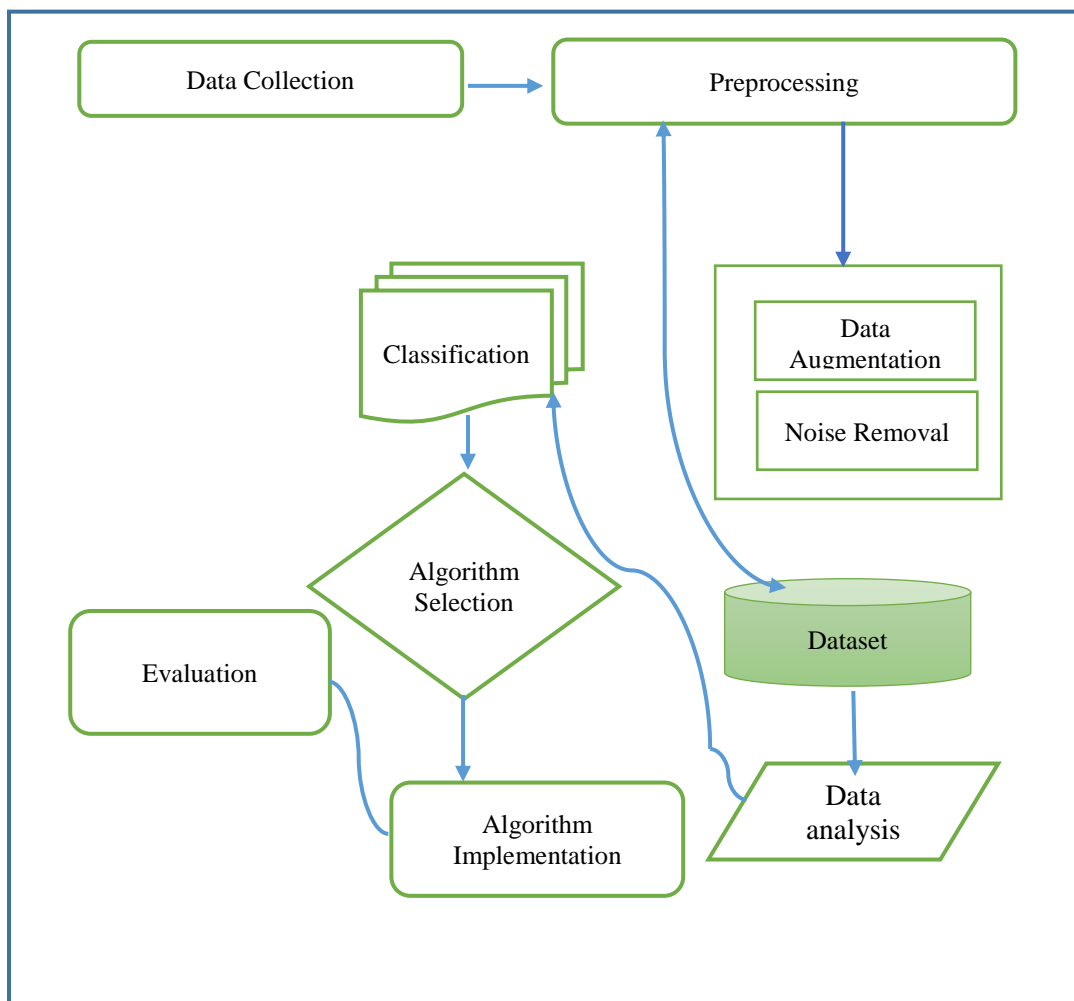 Data Collection
Preprocessing
Data
Augmentation
Noise Removal
Classification
Algorithm
Selection
Dataset
Evaluation
Data
analysis
Algorithm
Implementation